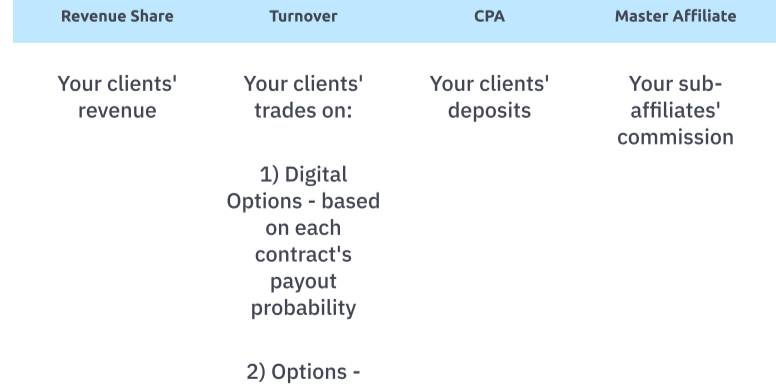 Revenue Share
Turnover
CPA
Master Affiliate
Your clients'
revenue
Your clients'
trades on:
1) Digital
Options - based
on each
contract's
payout
probability
2) Options -
Your clients'
deposits
Your sub-
affiliates'
commission